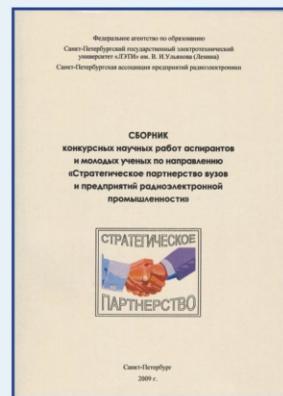 Федеральное агентство по образованию
Санкт-Петербургский государственный электротехнический
университет «ЛЭТИ» им. В. И.Ульянова (Ленина)
Санкт-Петербургская ассоциация предприятий радиоэлектроники
СБОРНИК
конкурсных научных работ аспирантов
и молодых ученых по направлению
«Стратегическое партнерство вузов
и предприятий радиоэлектронной
промышленности»
СТРАТЕГИЧЕСКОЕ
ПАРТНЕРСТВО
Санкт-Петербург
2009 г.